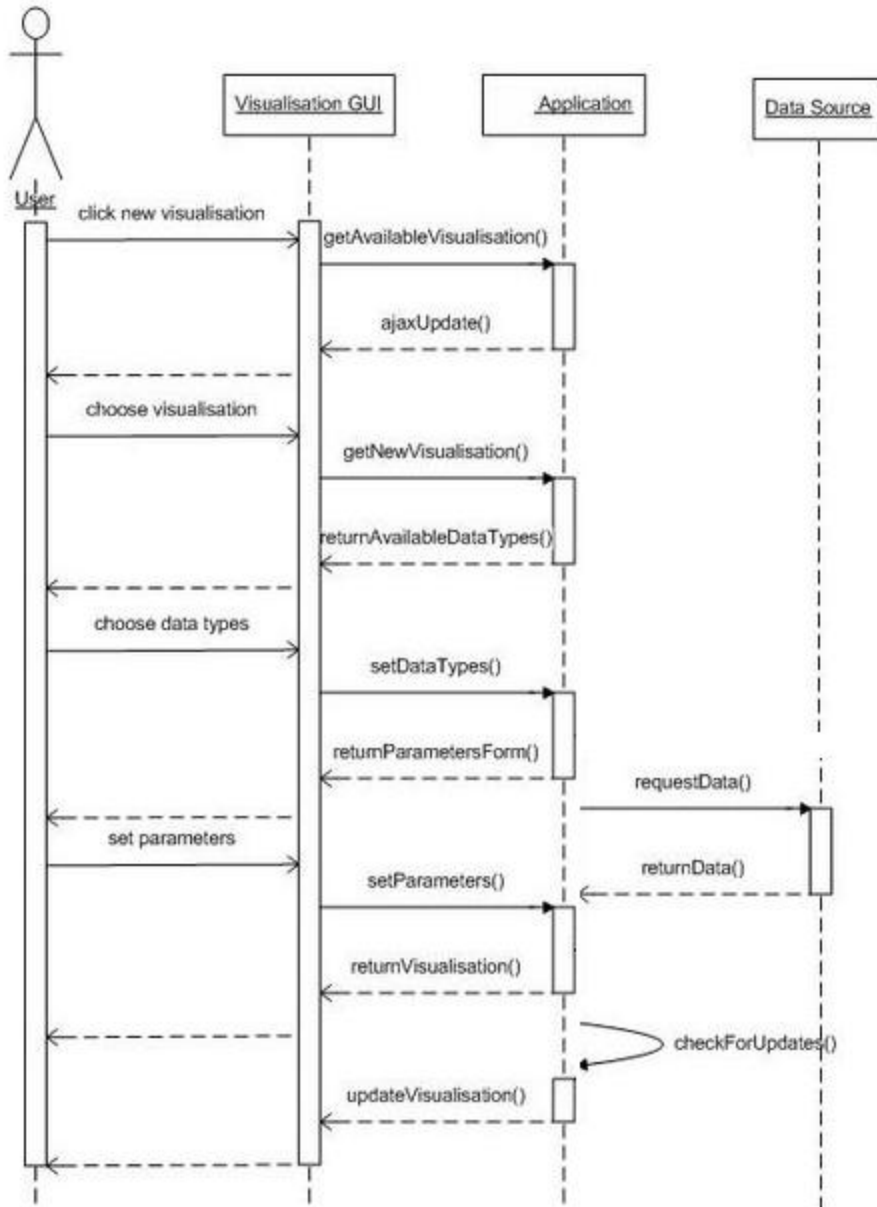 Visualisation GUI
Application
Data Source
User
click new visualisation
getAvailableVisualisation()
ajaxUpdate()
choose visualisation
getNewVisualisation()
returnAvailableDataTypes()
choose data types
setDataTypes()
returnParametersForm()
requestData()
set parameters
returnData()
setParameters()
returnVisualisation()
checkForUpdates()
updateVisualisation()